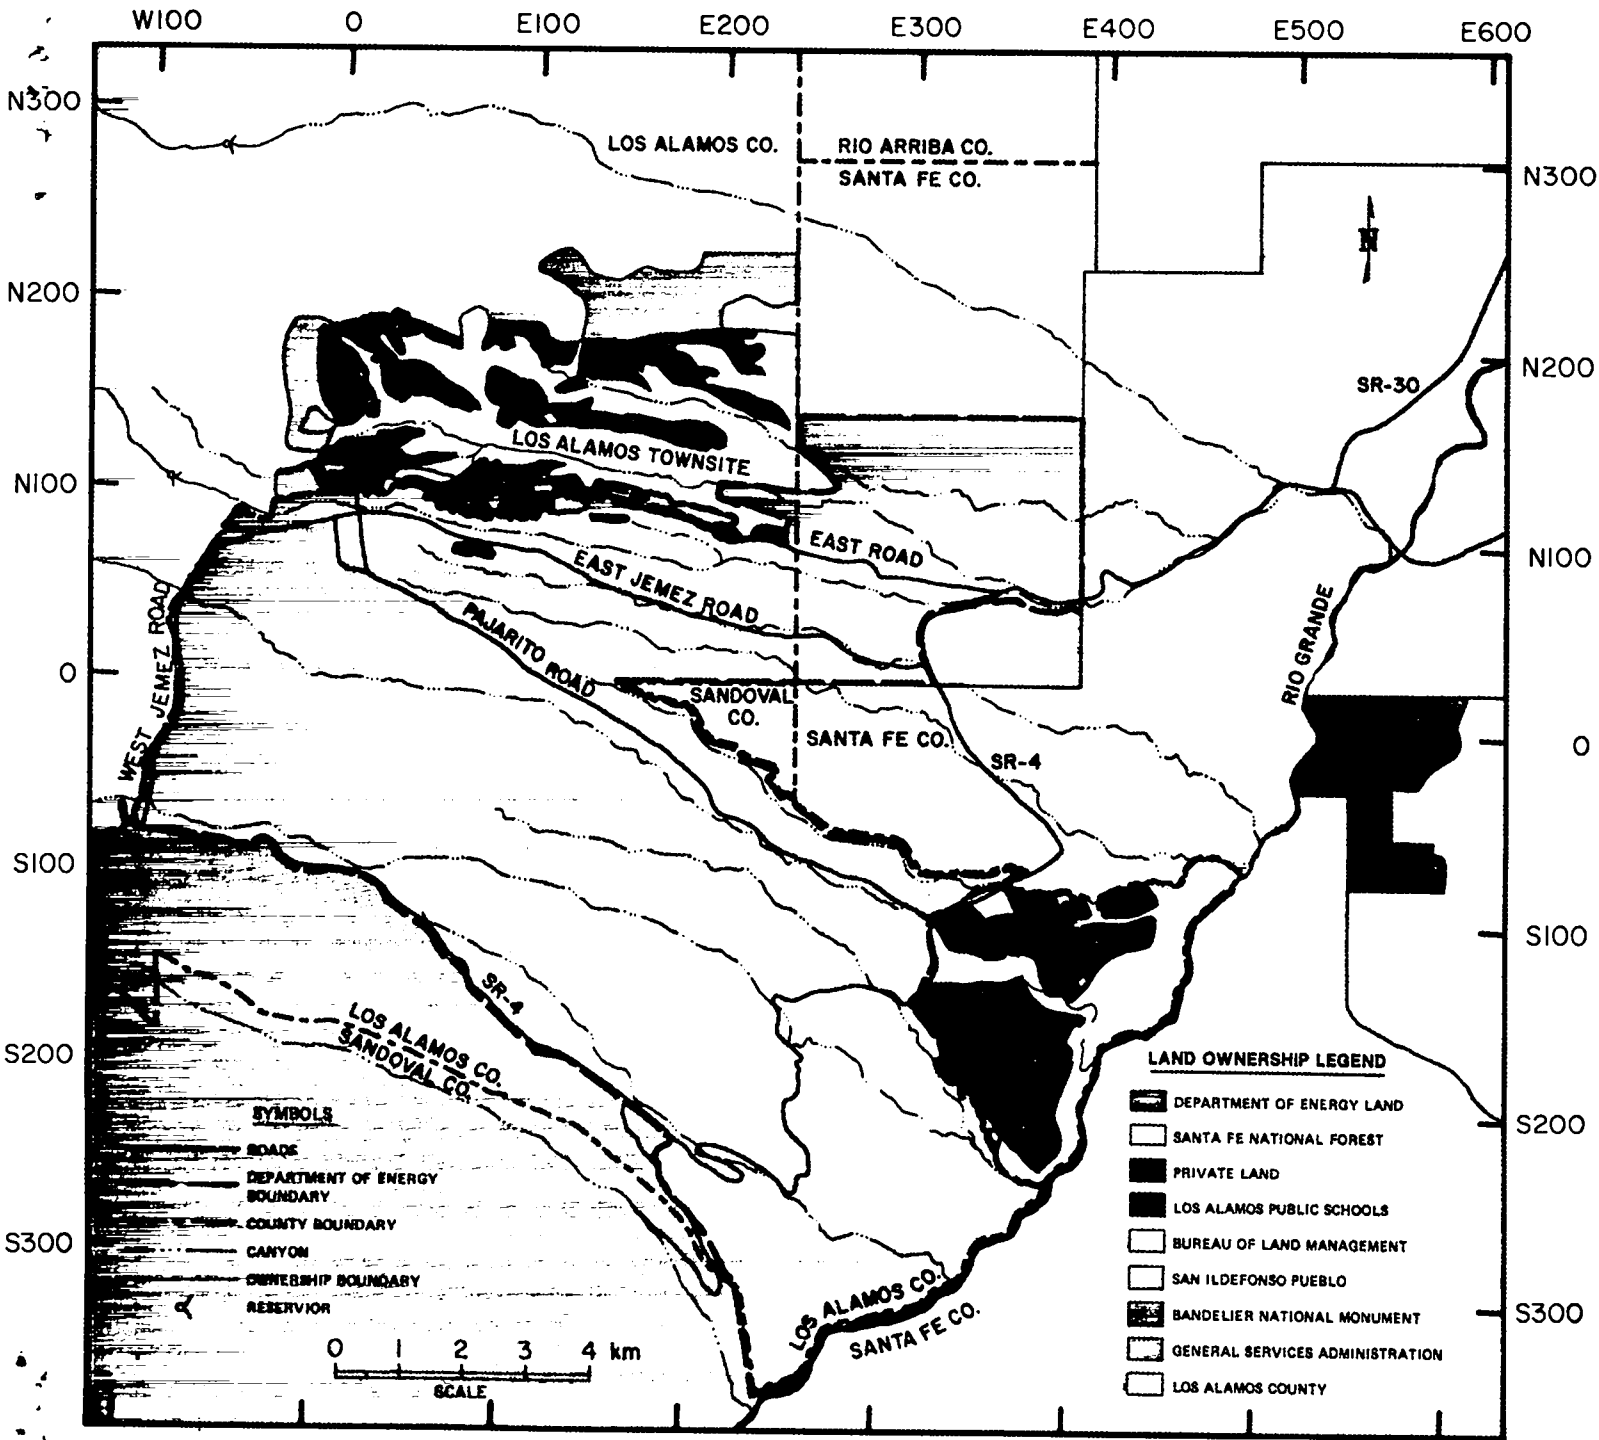 W100 0 E100 E200 E300 E400 E500 E600
N300
LOS ALAMOS CO.
RIO ARRIBA CO.
SANTA FE CO.
N300
N
N200
N200
SR-30
LOS ALAMOS TOWNSITE
N100
EAST ROAD
N100
EAST JEMEZ ROAD
PAJARITO ROAD
WEST JEMEZ ROAD
RIO GRANDE
0
SANDOVAL
CO.
SANTA FE CO.
SR-4
0
S100
S100
SR-4
LOS ALAMOS CO.
SANDOVAL CO.
S200
S200
SYMBOLS
ROADS
DEPARTMENT OF ENERGY
BOUNDARY
COUNTY BOUNDARY
CANYON
OWNERSHIP BOUNDARY
RESERVIOR
S300
S300
0 1 2 3 4 km
SCALE
LOS ALAMOS CO.
SANTA FE CO.
LAND OWNERSHIP LEGEND
DEPARTMENT OF ENERGY LAND
SANTA FE NATIONAL FOREST
PRIVATE LAND
LOS ALAMOS PUBLIC SCHOOLS
BUREAU OF LAND MANAGEMENT
SAN ILDEFONSO PUEBLO
BANDELIER NATIONAL MONUMENT
GENERAL SERVICES ADMINISTRATION
LOS ALAMOS COUNTY